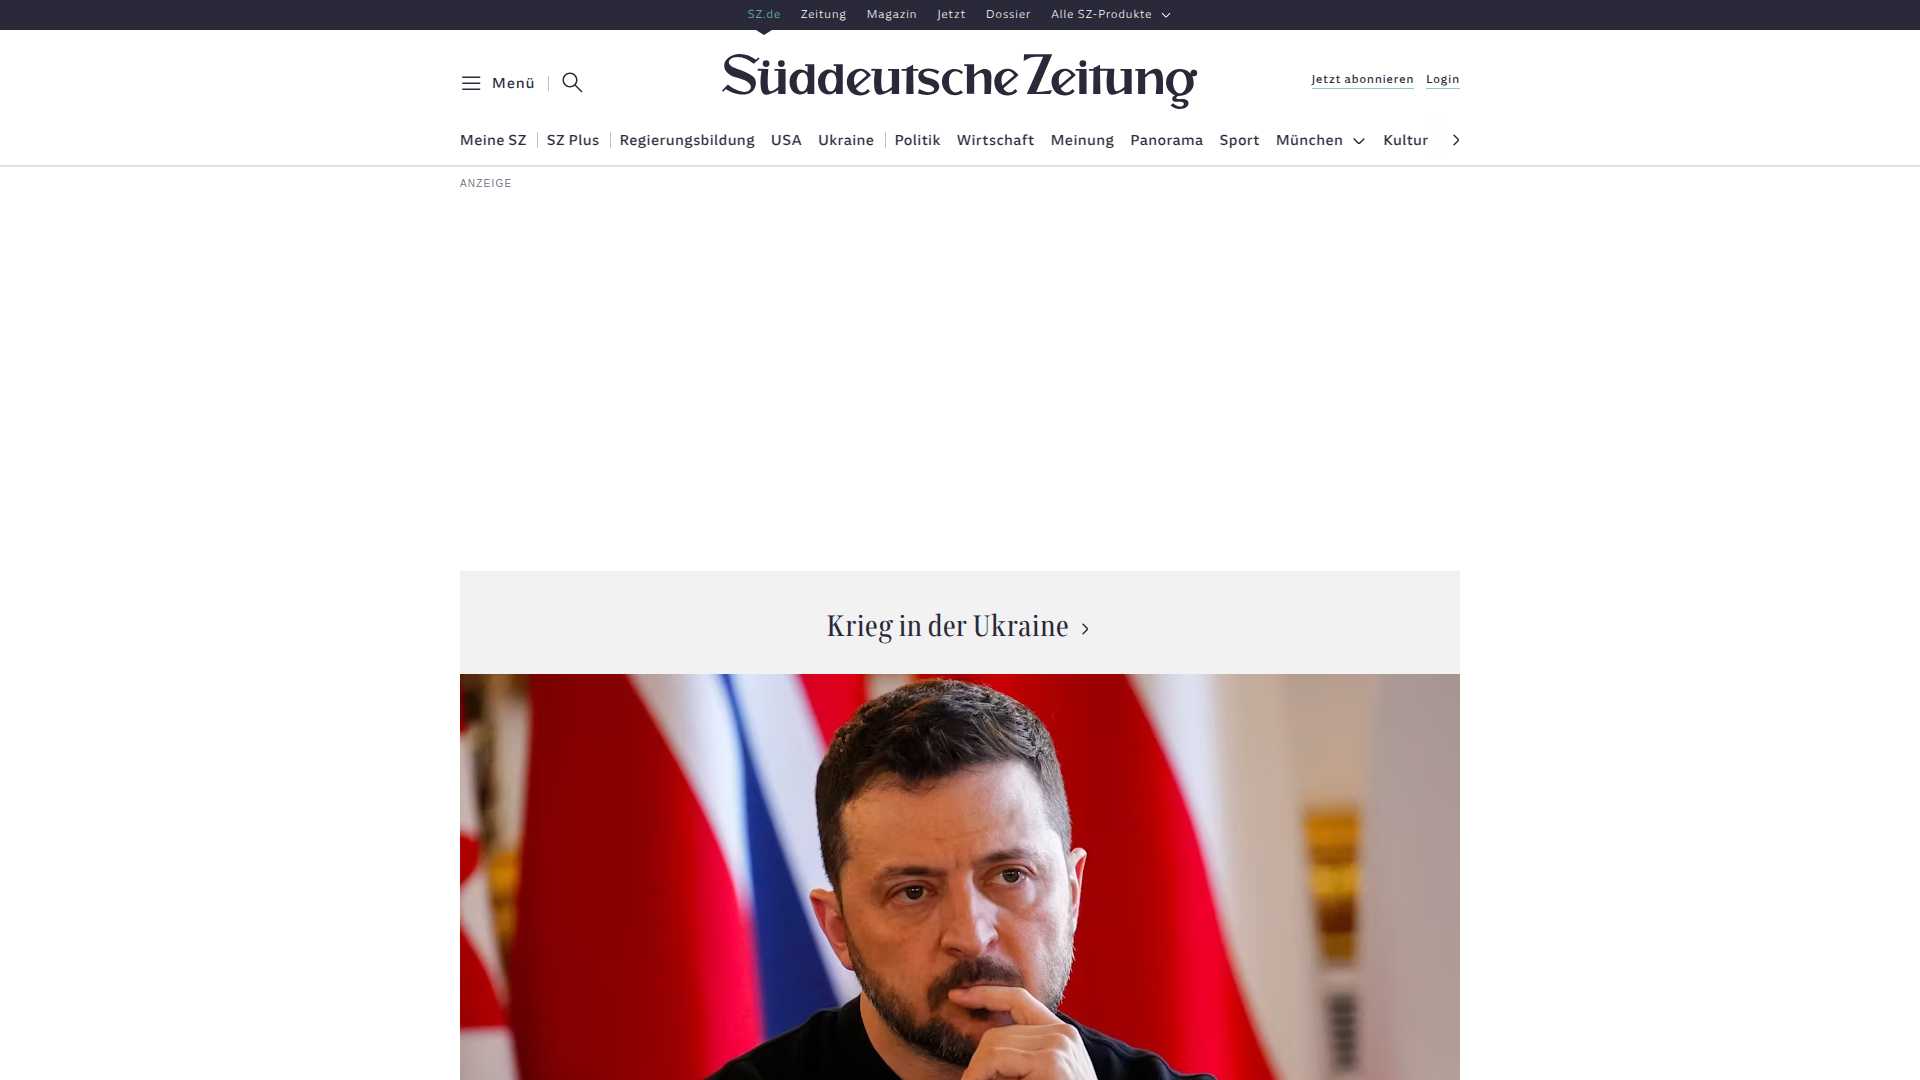 SZ.de Zeitung Magazin Jetzt Dossier Alle SZ-Produkte
Menü
Süddeutsche Zeitung
Jetzt abonnieren Login
Meine SZ SZ Plus Regierungsbildung USA Ukraine Politik Wirtschaft Meinung Panorama Sport München Kultur
ANZEIGE
Krieg in der Ukraine